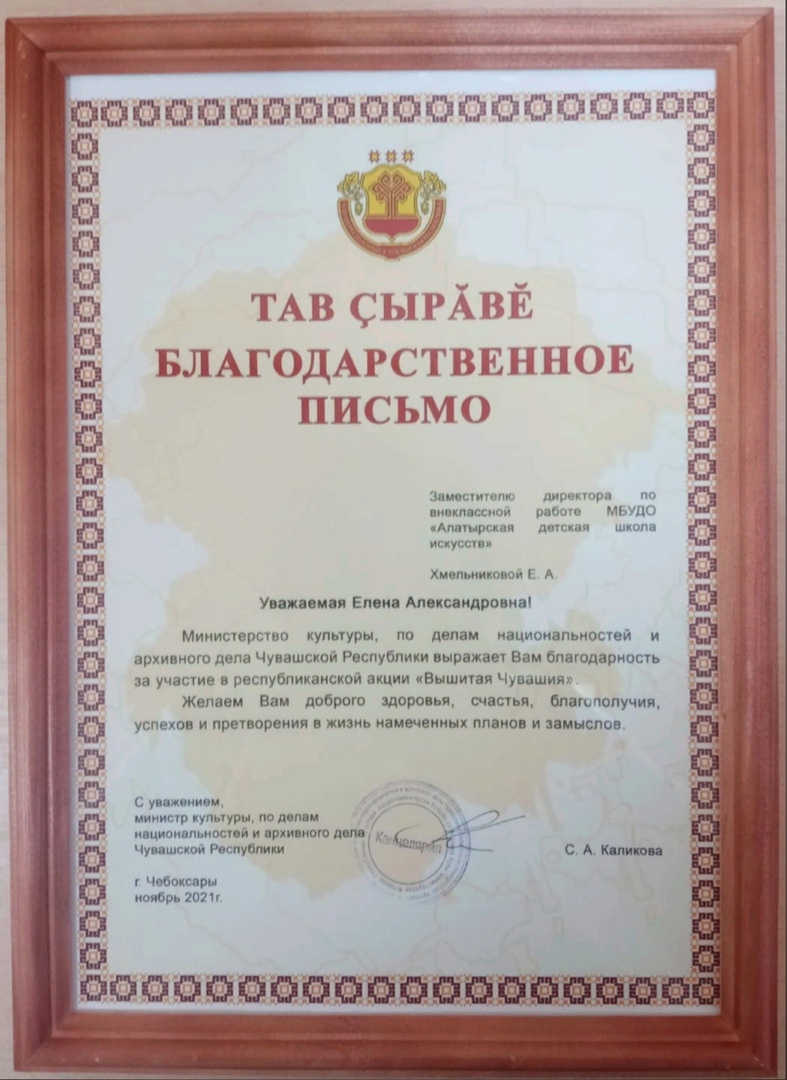 ТАВ ÇЫРĂВĔ
БЛАГОДАРСТВЕННОЕ
ПИСЬМО
Заместителю директора по
внеклассной работе МБУДО
«Алатырская детская школа
искусств»
Хмельниковой Е. А.
Уважаемая Елена Александровна!
Министерство культуры, по делам национальностей и
архивного дела Чувашской Республики выражает Вам благодарность
за участие в республиканской акции «Вышитая Чувашия».
Желаем Вам доброго здоровья, счастья, благополучия,
успехов и претворения в жизнь намеченных планов и замыслов.
С уважением,
министр культуры, по делам
национальностей и архивного дела
Чувашской Республики
Канцелярия
С. А. Каликова
г. Чебоксары
ноябрь 2021г.